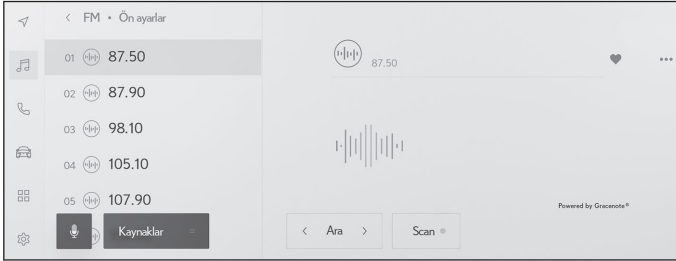 FM • Ön ayarlar
01 87.50
02 87.90
03 98.10
04 105.10
05 107.90
Kaynaklar
87.50
Powered by Gracenote®
Ara
Scan